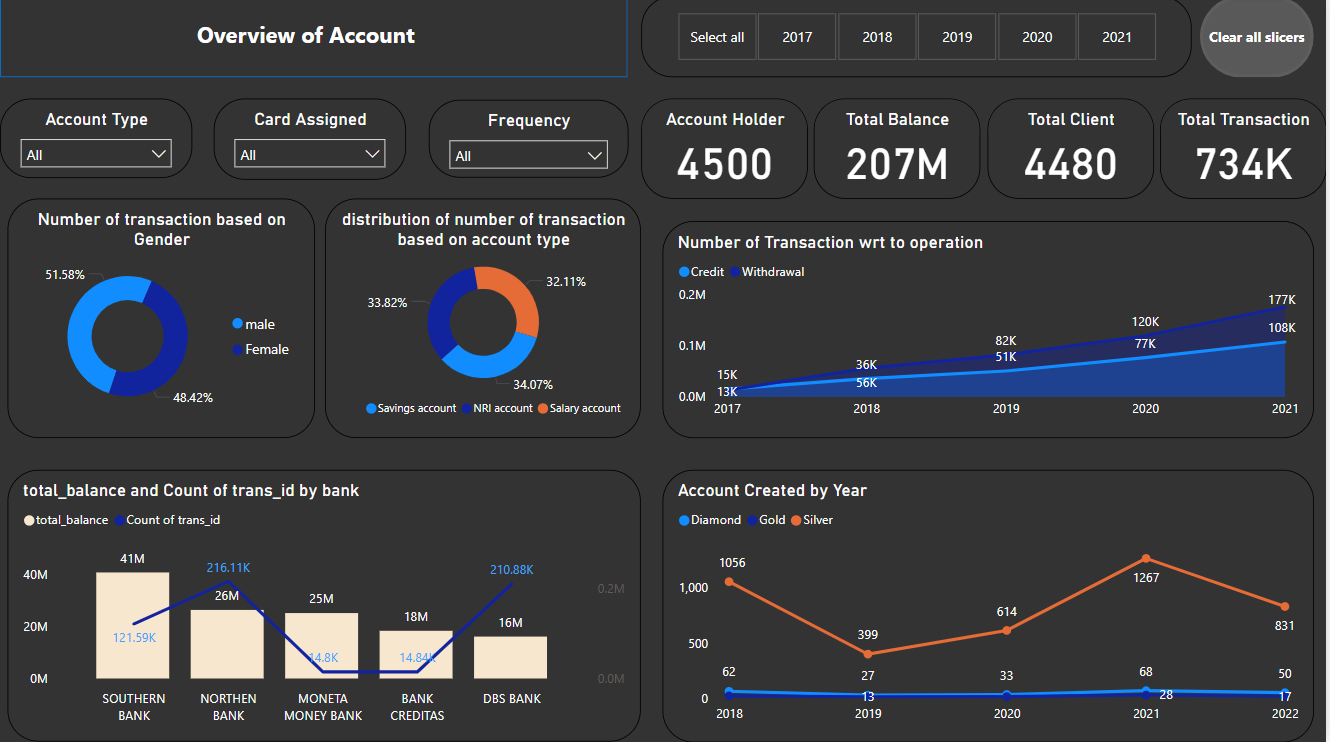 Overview of Account
Select all
2017
2018
2019
2020
2021
Clear all slicers
Account Type
All
Card Assigned
All
Frequency
All
Account Holder
4500
Total Balance
207M
Total Client
4480
Total Transaction
734K
Number of transaction based on
Gender
51.58%
48.42%
male
Female
distribution of number of transaction
based on account type
32.11%
33.82%
34.07%
Savings account
NRI account
Salary account
Number of Transaction wrt to operation
Credit
Withdrawal
0.2M
0.1M
0.0M
15K
13K
36K
56K
82K
51K
120K
77K
177K
108K
2017
2018
2019
2020
2021
total_balance and Count of trans_id by bank
total_balance
Count of trans_id
40M
20M
0M
41M
121.59K
216.11K
26M
25M
14.8K
18M
14.84K
210.88K
16M
0.2M
0.0M
SOUTHERN
BANK
NORTHEN
BANK
MONETA
MONEY BANK
BANK
CREDITAS
DBS BANK
Account Created by Year
Diamond
Gold
Silver
1,000
500
0
1056
399
614
1267
831
62
27
13
33
68
28
50
17
2018
2019
2020
2021
2022